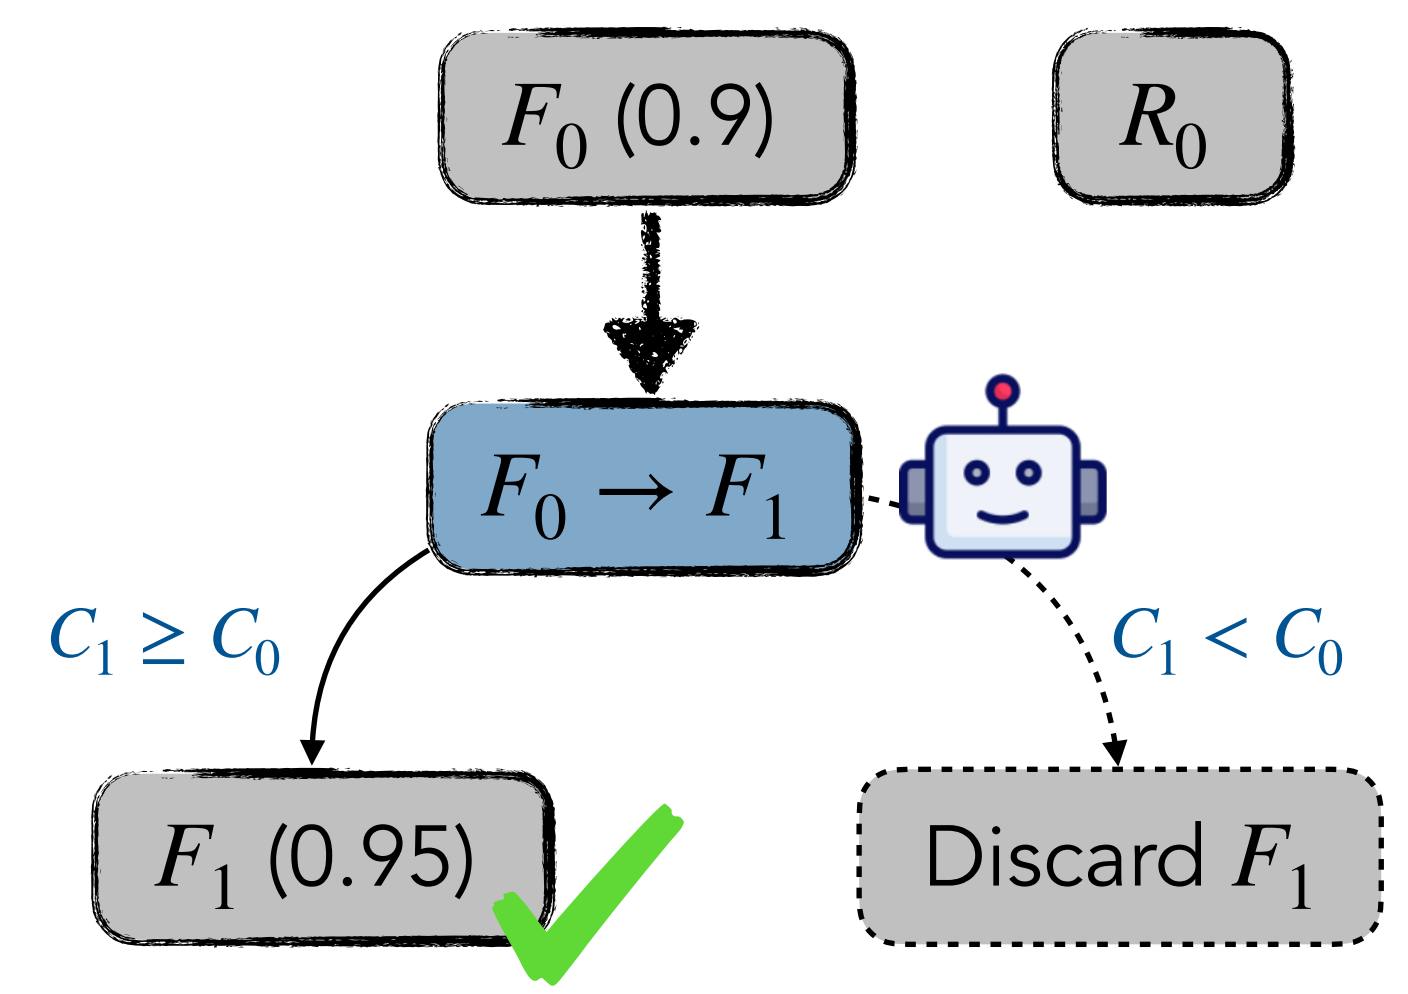 F₀ (0.9)
R₀
F₀ → F₁
C₁ ≥ C₀
C₁ < C₀
F₁ (0.95)
Discard F₁